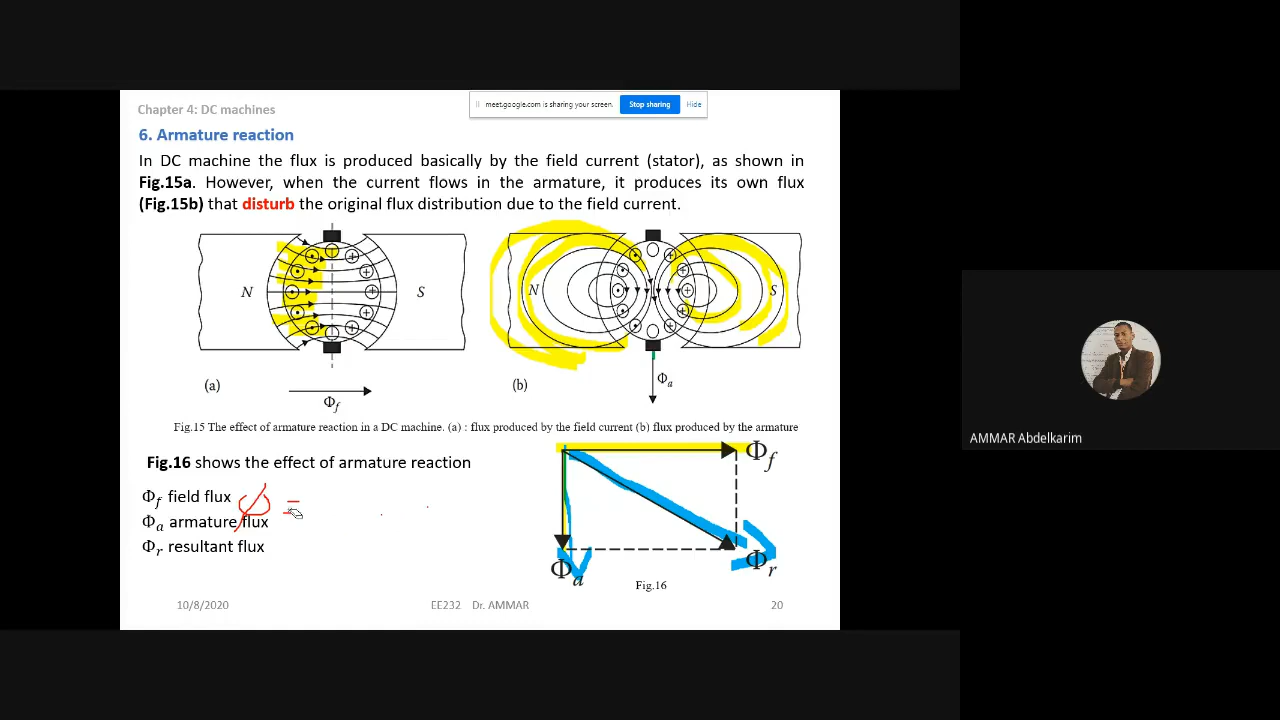 meet.google.com is sharing your screen. Stop sharing Hide
Chapter 4: DC machines
6. Armature reaction
In DC machine the flux is produced basically by the field current (stator), as shown in
Fig.15a. However, when the current flows in the armature, it produces its own flux
(Fig.15b) that disturb the original flux distribution due to the field current.
N S
N S
(a)
Φf
(b)
Φa
Fig.15 The effect of armature reaction in a DC machine. (a) : flux produced by the field current (b) flux produced by the armature
Fig.16 shows the effect of armature reaction
Φf field flux
Φa armature flux
Φr resultant flux
Φ =
Φf
Φa
Φr
Fig.16
10/8/2020 EE232 Dr. AMMAR 20
AMMAR Abdelkarim